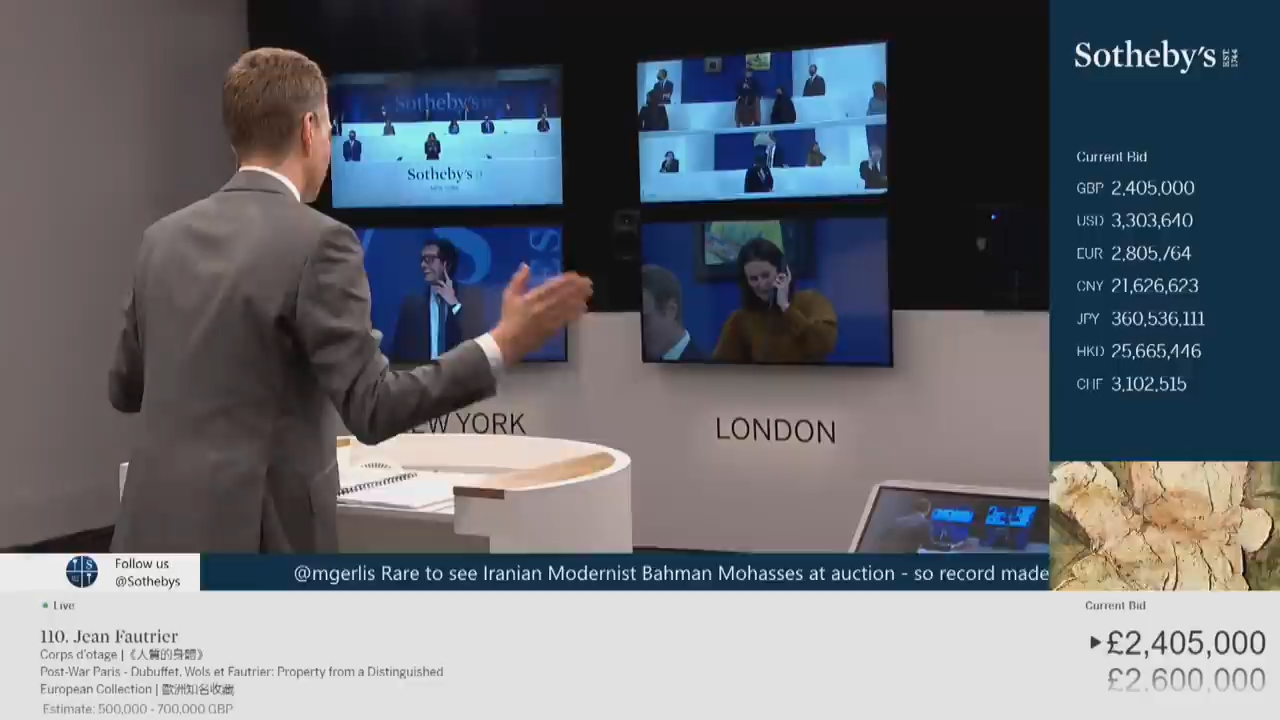 Sotheby's EST. 1744
Sotheby's
Sotheby's
NEW YORK
LONDON
Current Bid
GBP 2,405,000
USD 3,303,640
EUR 2,805,764
CNY 21,626,623
JPY 360,536,111
HKD 25,665,446
CHF 3,102,515
Follow us
@Sothebys
@mgerlis Rare to see Iranian Modernist Bahman Mohasses at auction - so record made
Live
110. Jean Fautrier
Corps d'otage | 《人質的身體》
Post-War Paris - Dubuffet, Wols et Fautrier: Property from a Distinguished
European Collection | 歐洲知名收藏
Estimate: 500,000 - 700,000 GBP
Current Bid
£2,405,000
£2,600,000